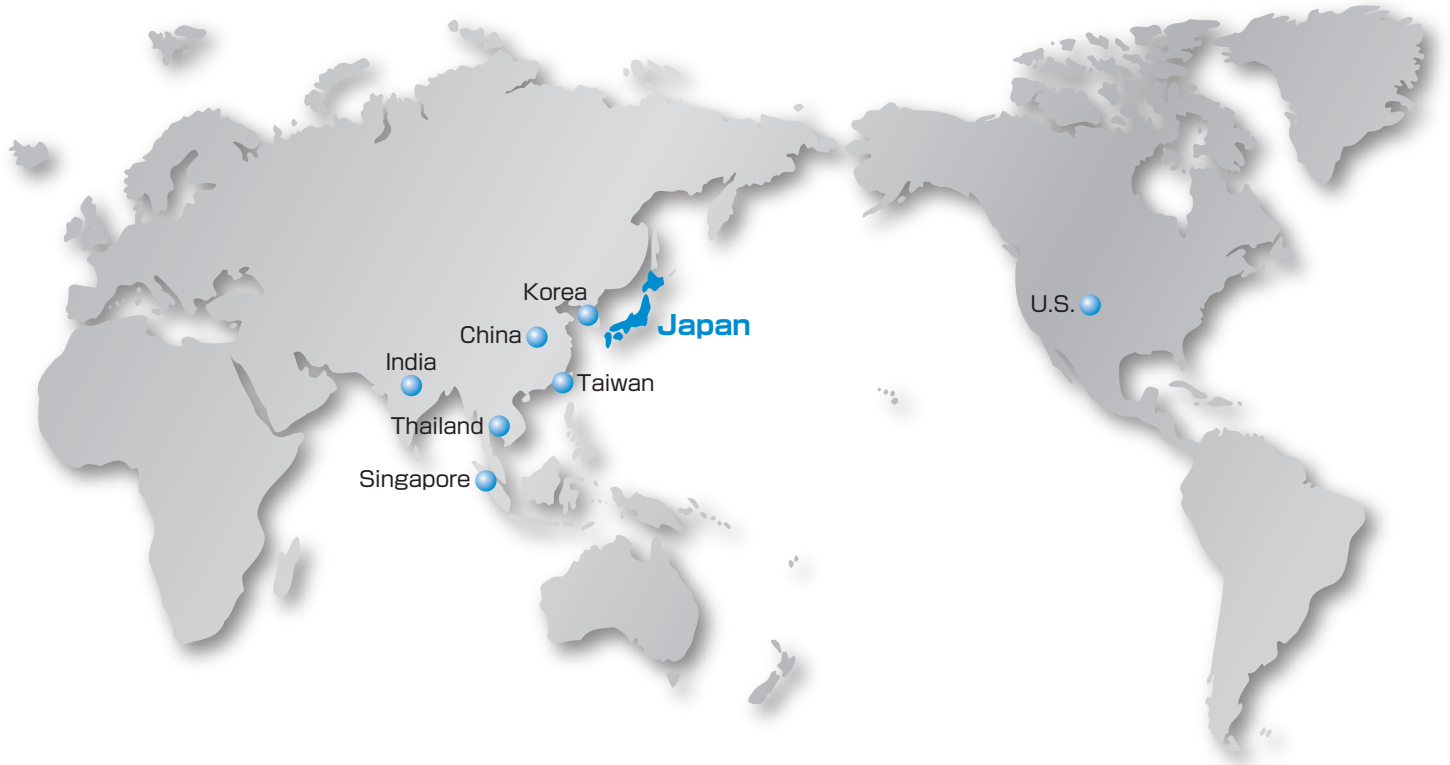 Korea
U.S.
Japan
China
India
Taiwan
Thailand
Singapore